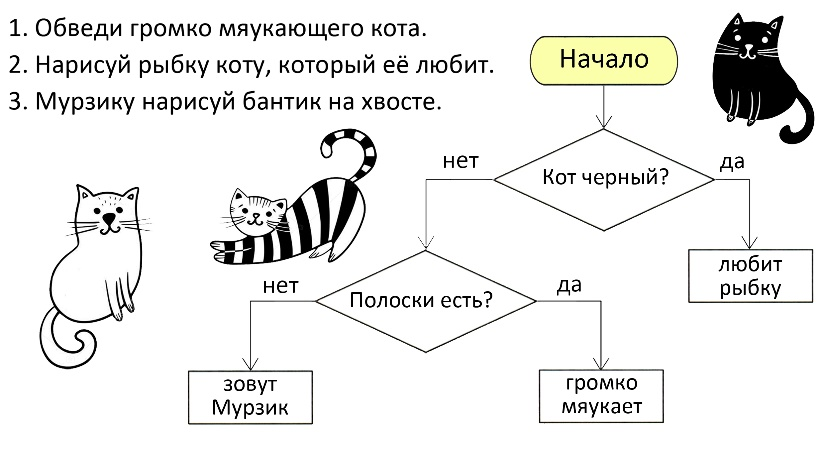 1. Обведи громко мяукающего кота.
2. Нарисуй рыбку коту, который её любит.
3. Мурзику нарисуй бантик на хвосте.
Начало
нет
Кот черный?
да
любит
рыбку
нет
Полоски есть?
да
зовут
Мурзик
громко
мяукает